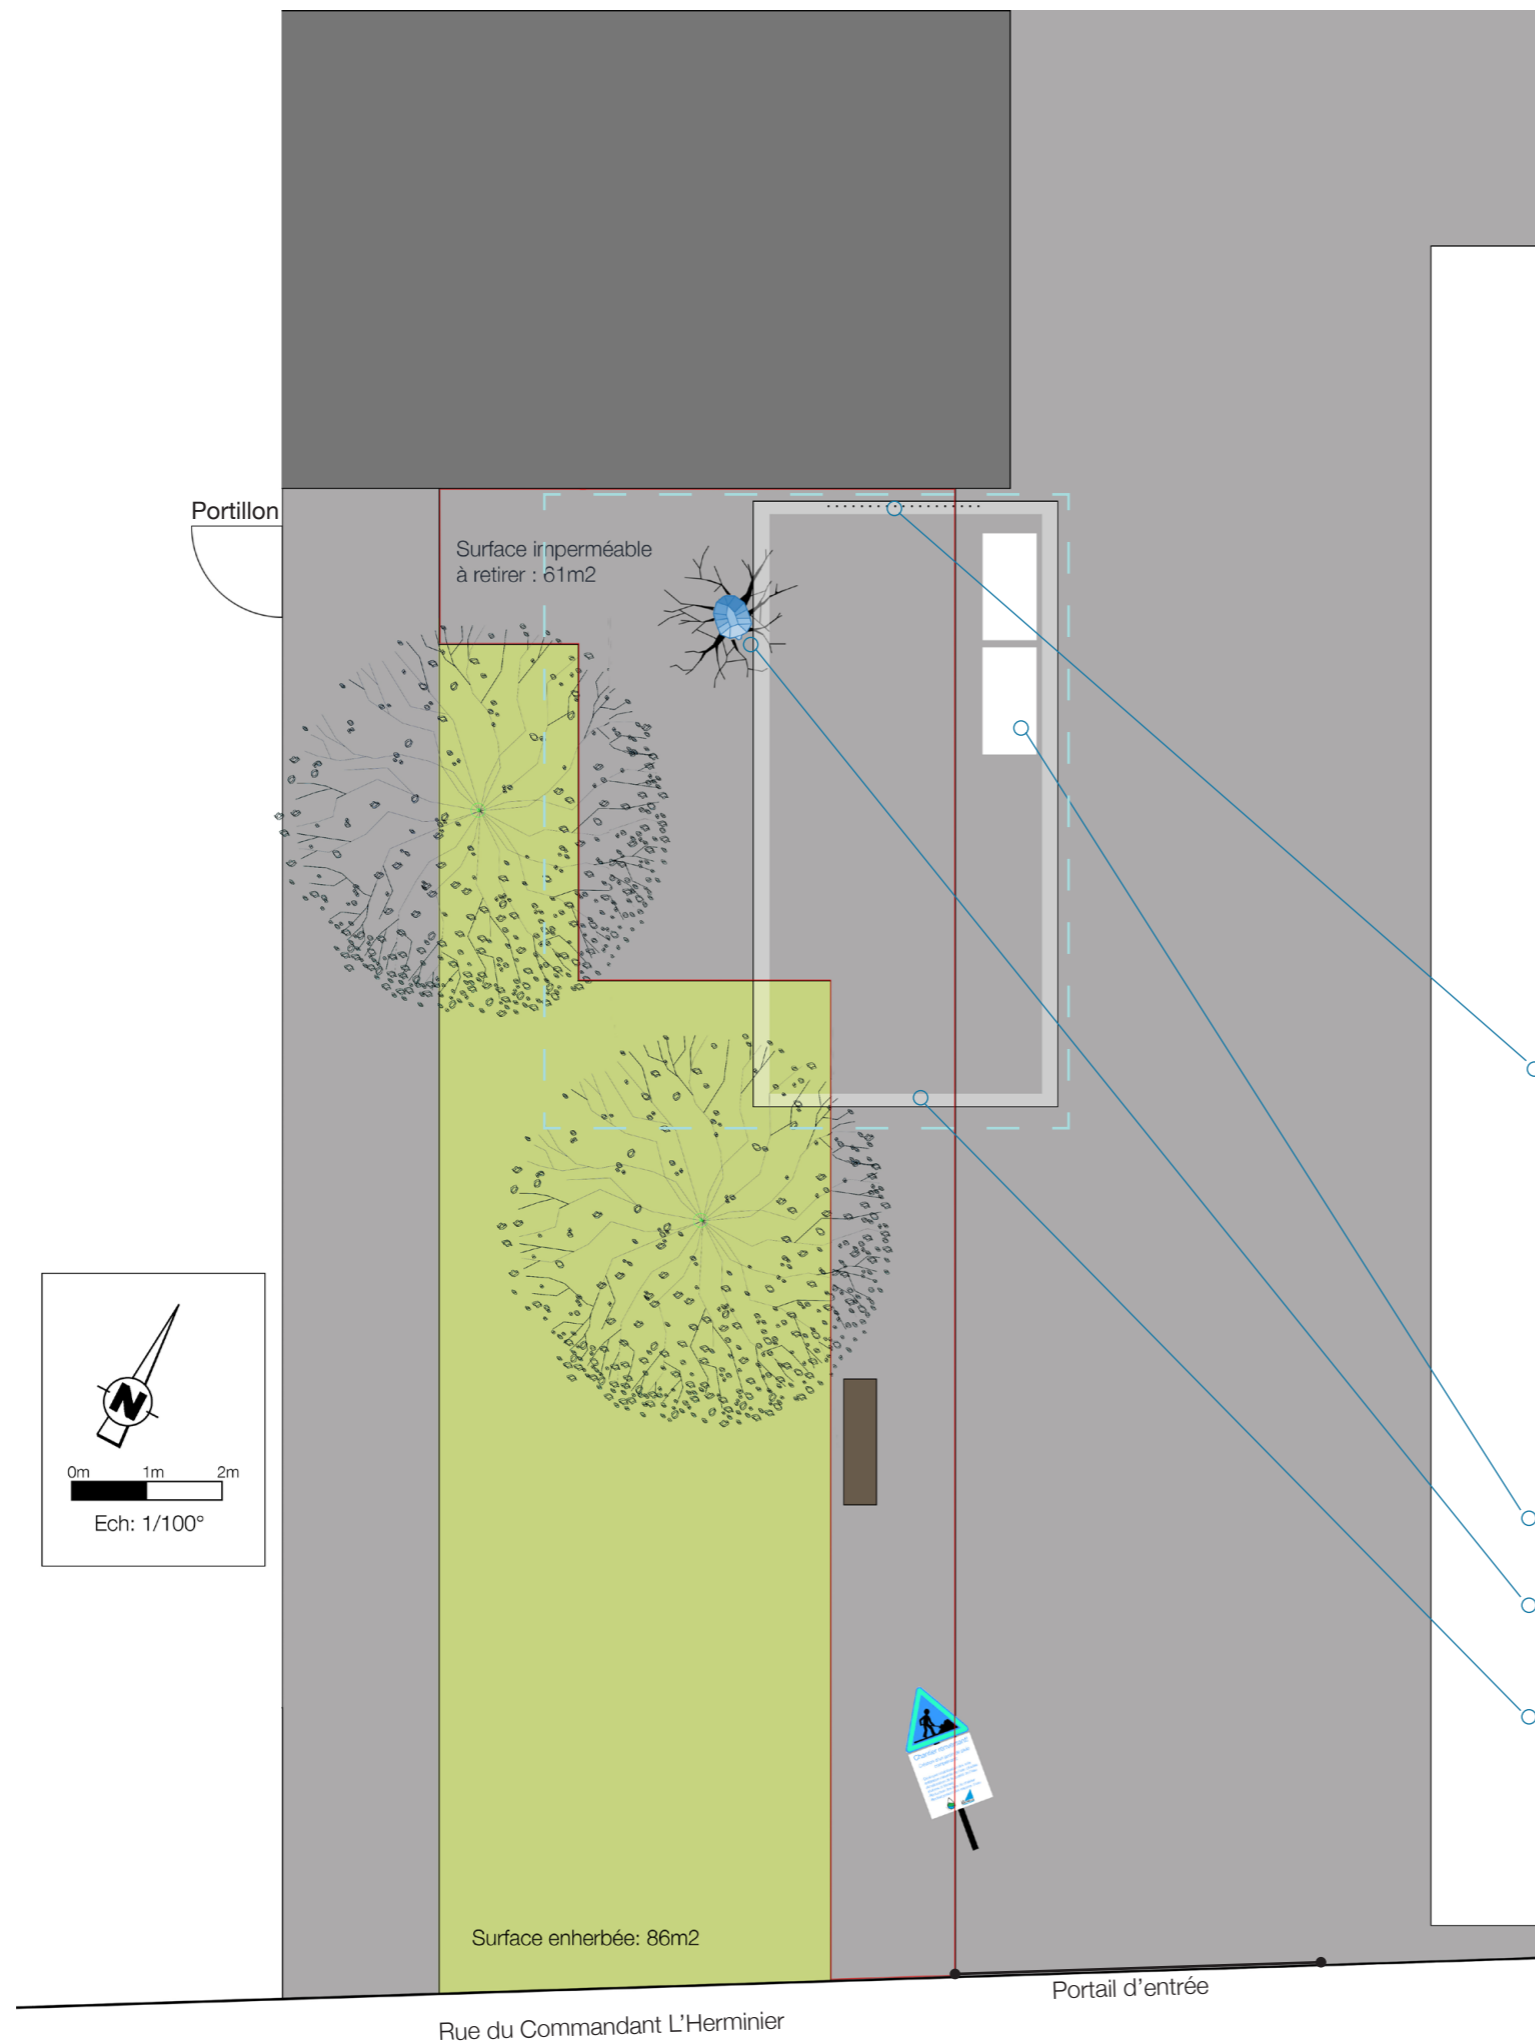 Portillon
Surface imperméable
à retirer : 61m2
N
0m 1m 2m
Ech: 1/100°
Chantier
Surface enherbée: 86m2
Portail d'entrée
Rue du Commandant L'Herminier